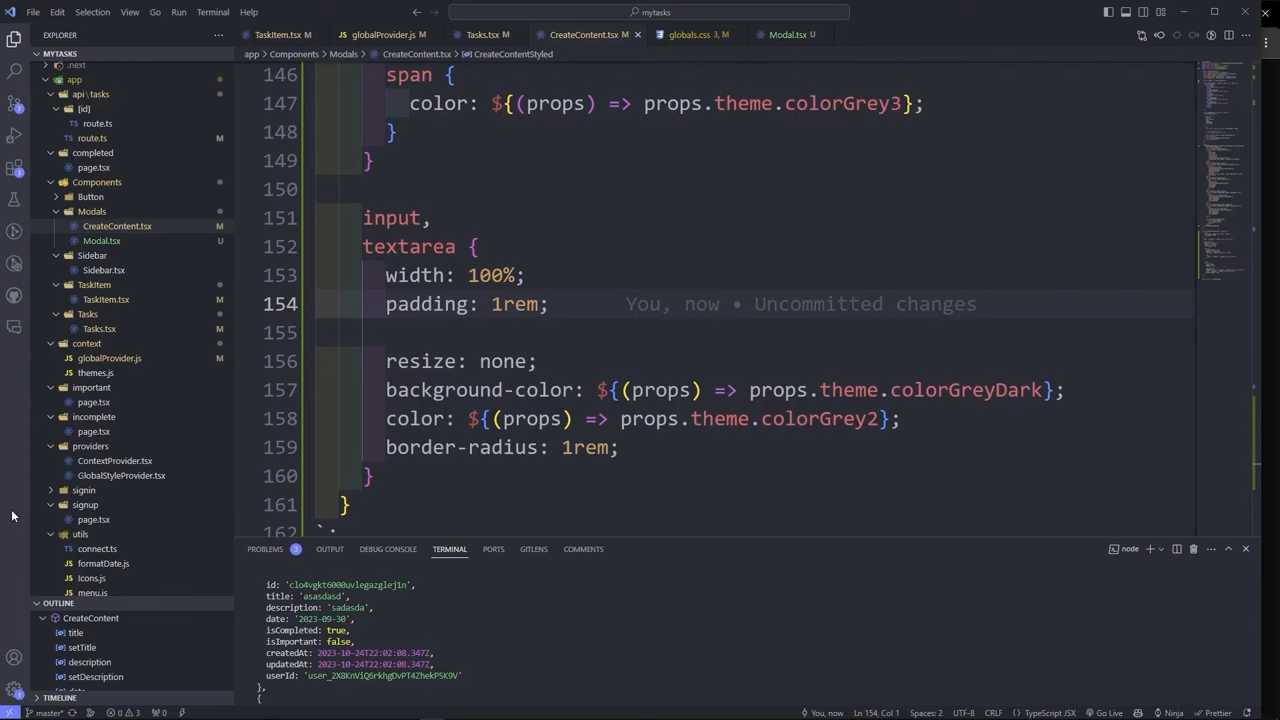 File Edit Selection View Go Run Terminal Help
mytasks
EXPLORER
TaskItem.tsx M
globalProvider.js M
Tasks.tsx M
CreateContent.tsx M
globals.css 3, M
Modal.tsx U
MYTASKS
app > Components > Modals > CreateContent.tsx > CreateContentStyled
.next
app
api\tasks
[id]
route.ts
route.ts M
completed
page.tsx
Components
Button
Modals
CreateContent.tsx M
Modal.tsx U
Sidebar
Sidebar.tsx
TaskItem
TaskItem.tsx M
Tasks
Tasks.tsx M
context
globalProvider.js M
themes.js
important
page.tsx
incomplete
page.tsx
providers
ContextProvider.tsx
GlobalStyleProvider.tsx
signin
signup
page.tsx
utils
connect.ts
formatDate.js
Icons.js
menu.js
OUTLINE
CreateContent
title
setTitle
description
setDescription
TIMELINE
146 span {
147 color: ${(props) => props.theme.colorGrey3};
148 }
149 }
150
151 input,
152 textarea {
153 width: 100%;
154 padding: 1rem; You, now • Uncommitted changes
155
156 resize: none;
157 background-color: ${(props) => props.theme.colorGreyDark};
158 color: ${(props) => props.theme.colorGrey2};
159 border-radius: 1rem;
160 }
161 }
162 `;
PROBLEMS 3 OUTPUT DEBUG CONSOLE TERMINAL PORTS GITLENS COMMENTS
node
id: 'clo4vgkt6000uvlegazglej1n',
title: 'asasdasd',
description: 'sadasda',
date: '2023-09-30',
isCompleted: true,
isImportant: false,
createdAt: 2023-10-24T22:02:08.347Z,
updatedAt: 2023-10-24T22:02:08.347Z,
userId: 'user_2X8KnViQ6rkhgDvPT4ZhekP5K9V'
},
{
master* 0 3 0 You, now Ln 154, Col 1 Spaces: 2 UTF-8 CRLF TypeScript JSX Go Live Ninja Prettier